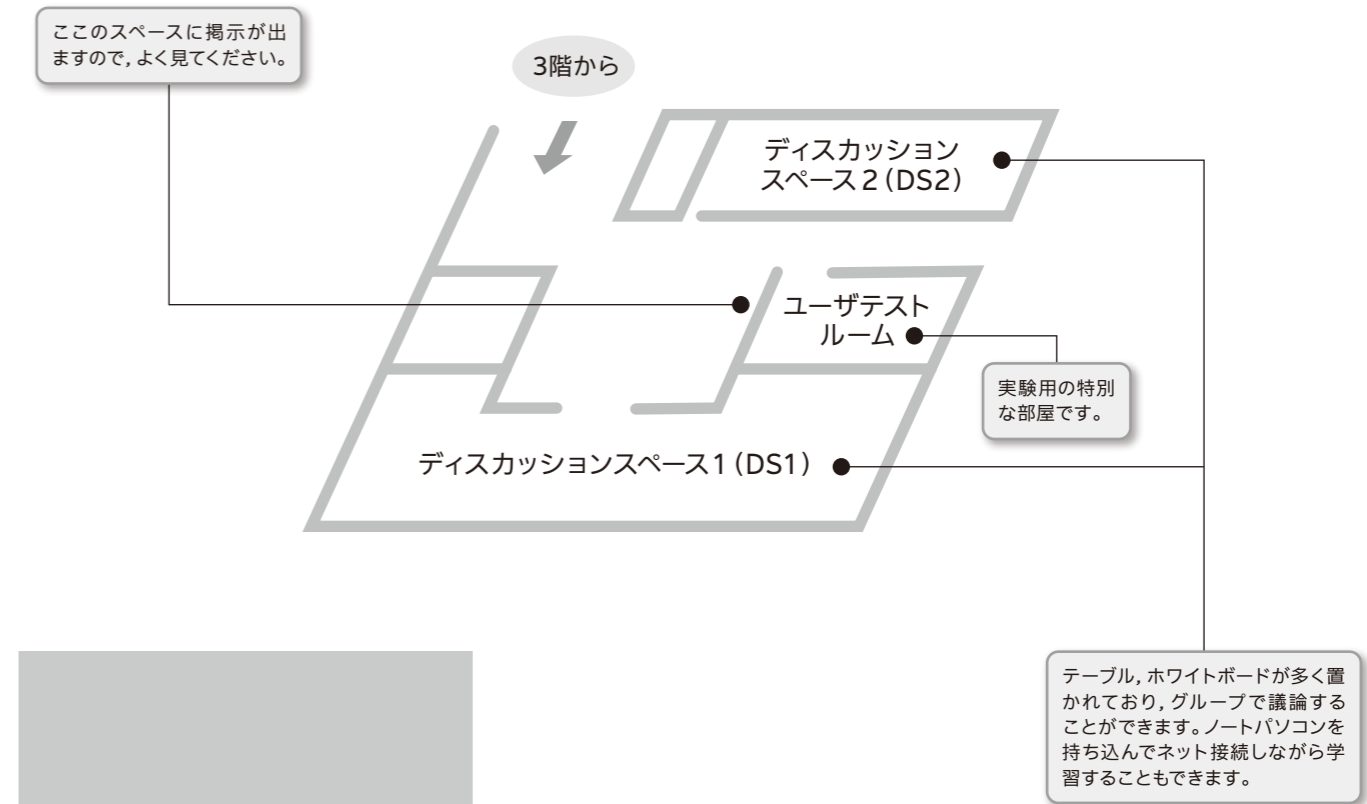 ここのスペースに掲示が出
ますので，よく見てください。
3階から
ディスカッション
スペース2（DS2）
ユーザテスト
ルーム
実験用の特別
な部屋です。
ディスカッションスペース1（DS1）
テーブル，ホワイトボードが多く置
かれており，グループで議論する
ことができます。ノートパソコンを
持ち込んでネット接続しながら学
習することもできます。